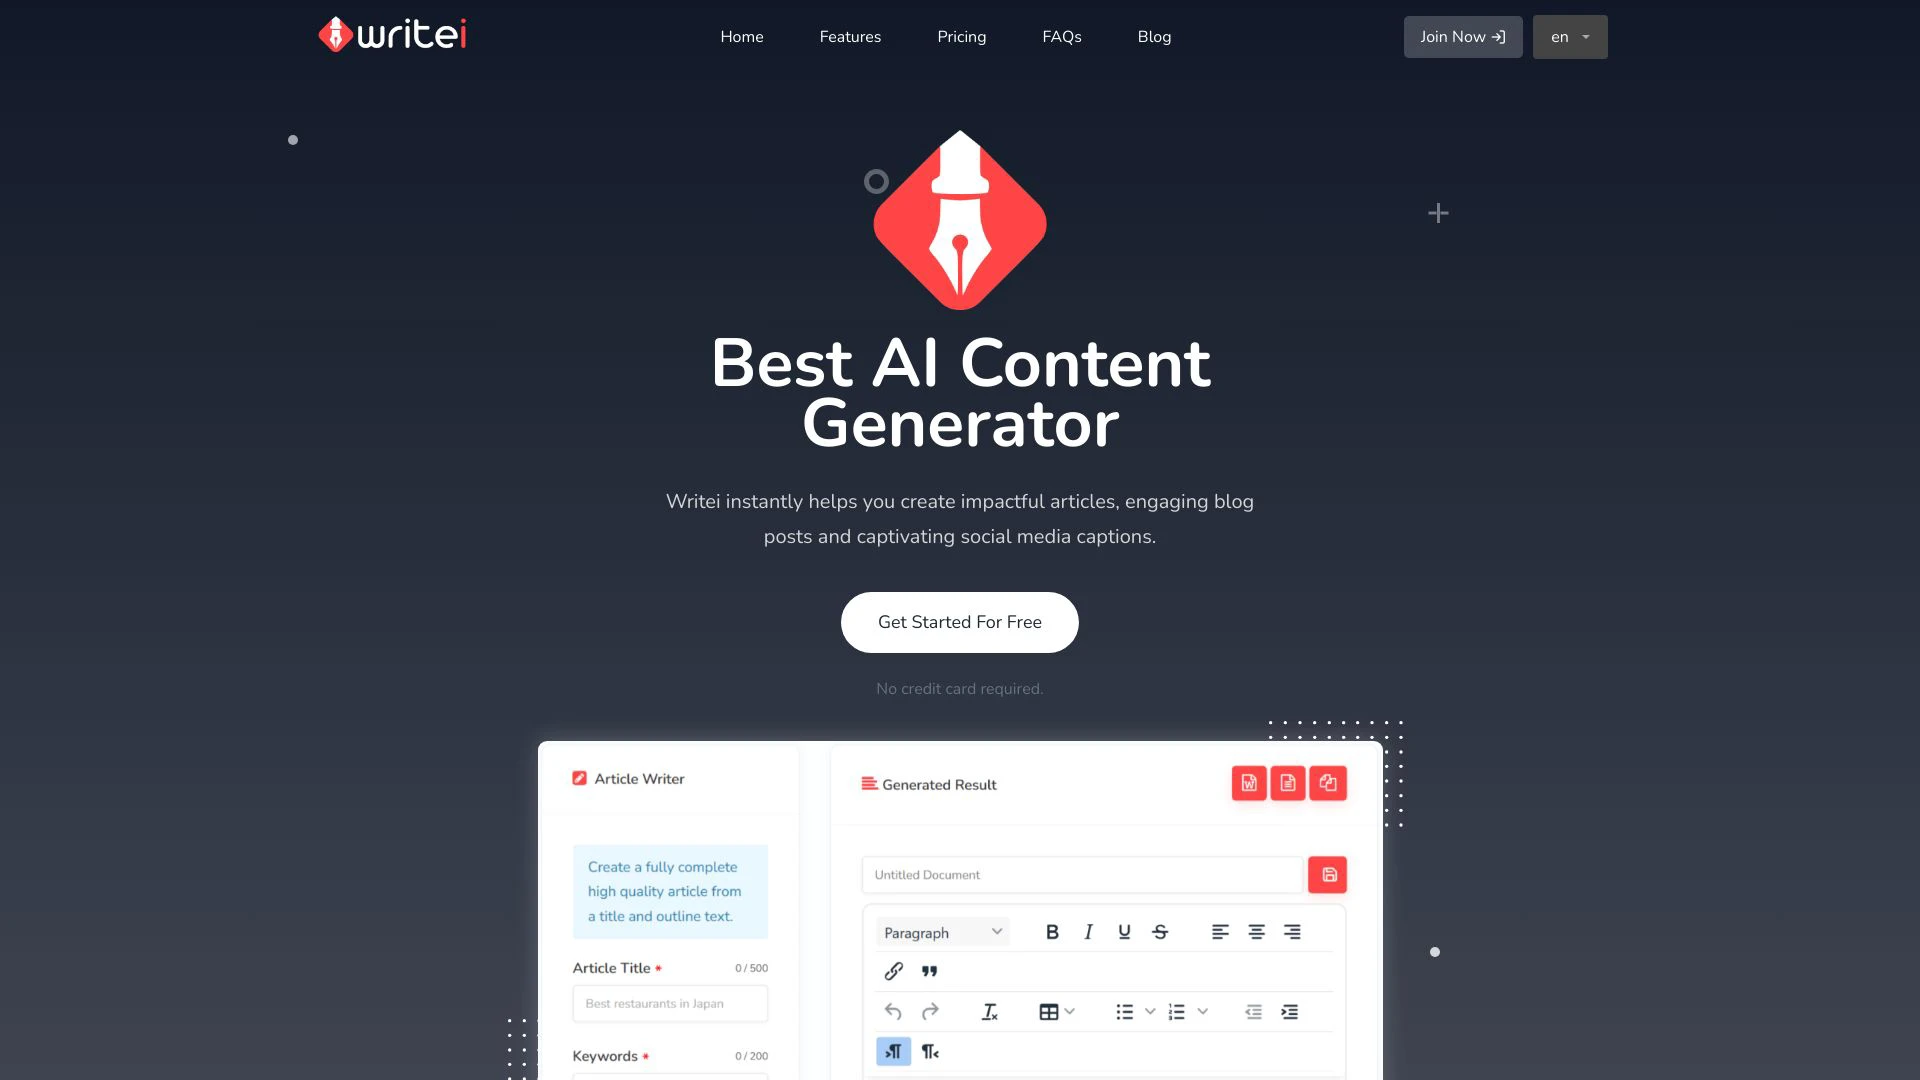 writei
Home
Features
Pricing
FAQs
Blog
Join Now
en
Best AI Content
Generator
Writei instantly helps you create impactful articles, engaging blog
posts and captivating social media captions.
Get Started For Free
No credit card required.
Article Writer
Create a fully complete
high quality article from
a title and outline text.
Article Title *
0 / 500
Best restaurants in Japan
Keywords *
0 / 200
Generated Result
Untitled Document
Paragraph
B I U S